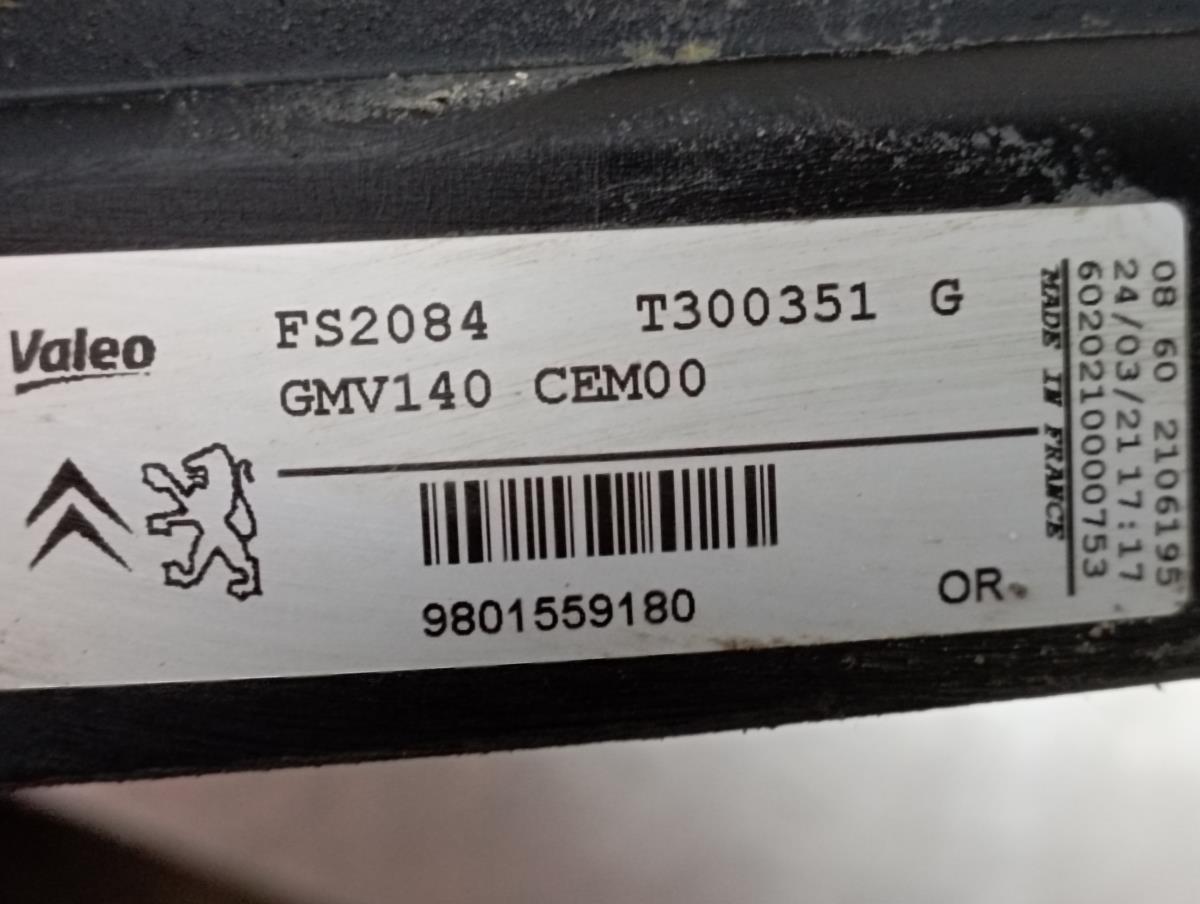 Valeo
FS2084 T300351 G
GMV140 CEM00
9801559180
OR
MADE IN FRANCE
08 60 2106195
24/03/21 17:17
6020210000753